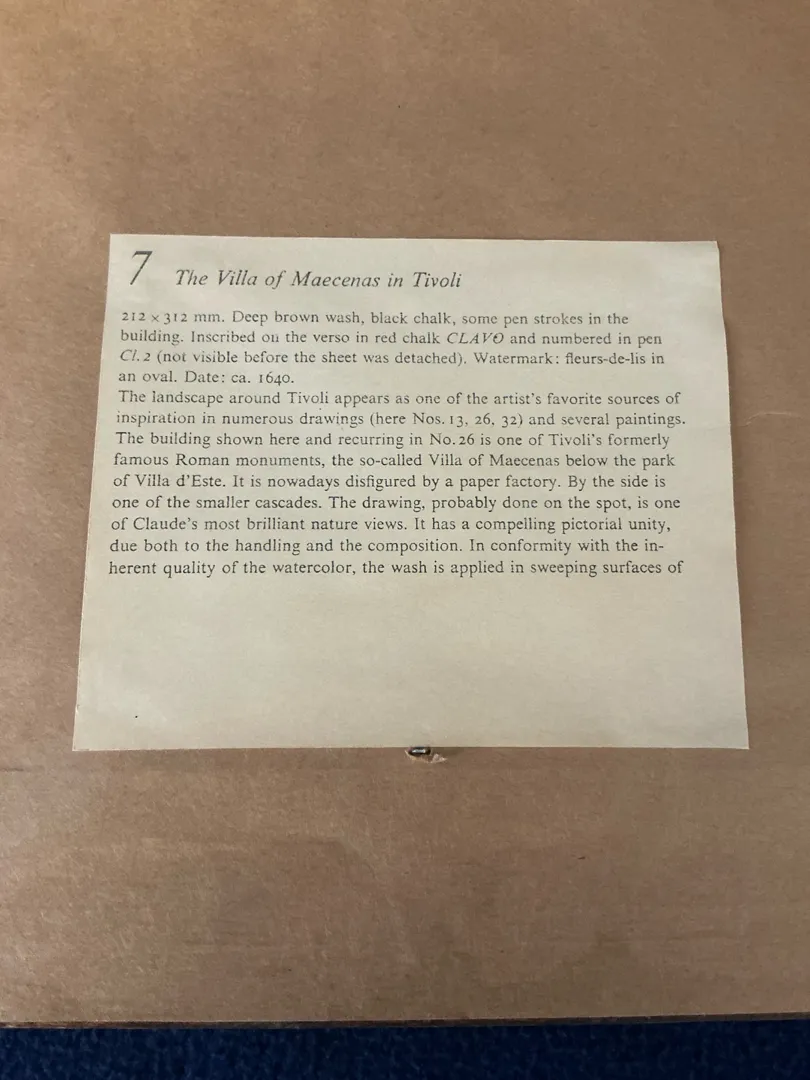 7 The Villa of Maecenas in Tivoli
212 × 312 mm. Deep brown wash, black chalk, some pen strokes in the
building. Inscribed on the verso in red chalk CLAVO and numbered in pen
Cl. 2 (not visible before the sheet was detached). Watermark: fleurs-de-lis in
an oval. Date: ca. 1640.
The landscape around Tivoli appears as one of the artist's favorite sources of
inspiration in numerous drawings (here Nos. 13, 26, 32) and several paintings.
The building shown here and recurring in No. 26 is one of Tivoli's formerly
famous Roman monuments, the so-called Villa of Maecenas below the park
of Villa d'Este. It is nowadays disfigured by a paper factory. By the side is
one of the smaller cascades. The drawing, probably done on the spot, is one
of Claude's most brilliant nature views. It has a compelling pictorial unity,
due both to the handling and the composition. In conformity with the in-
herent quality of the watercolor, the wash is applied in sweeping surfaces of